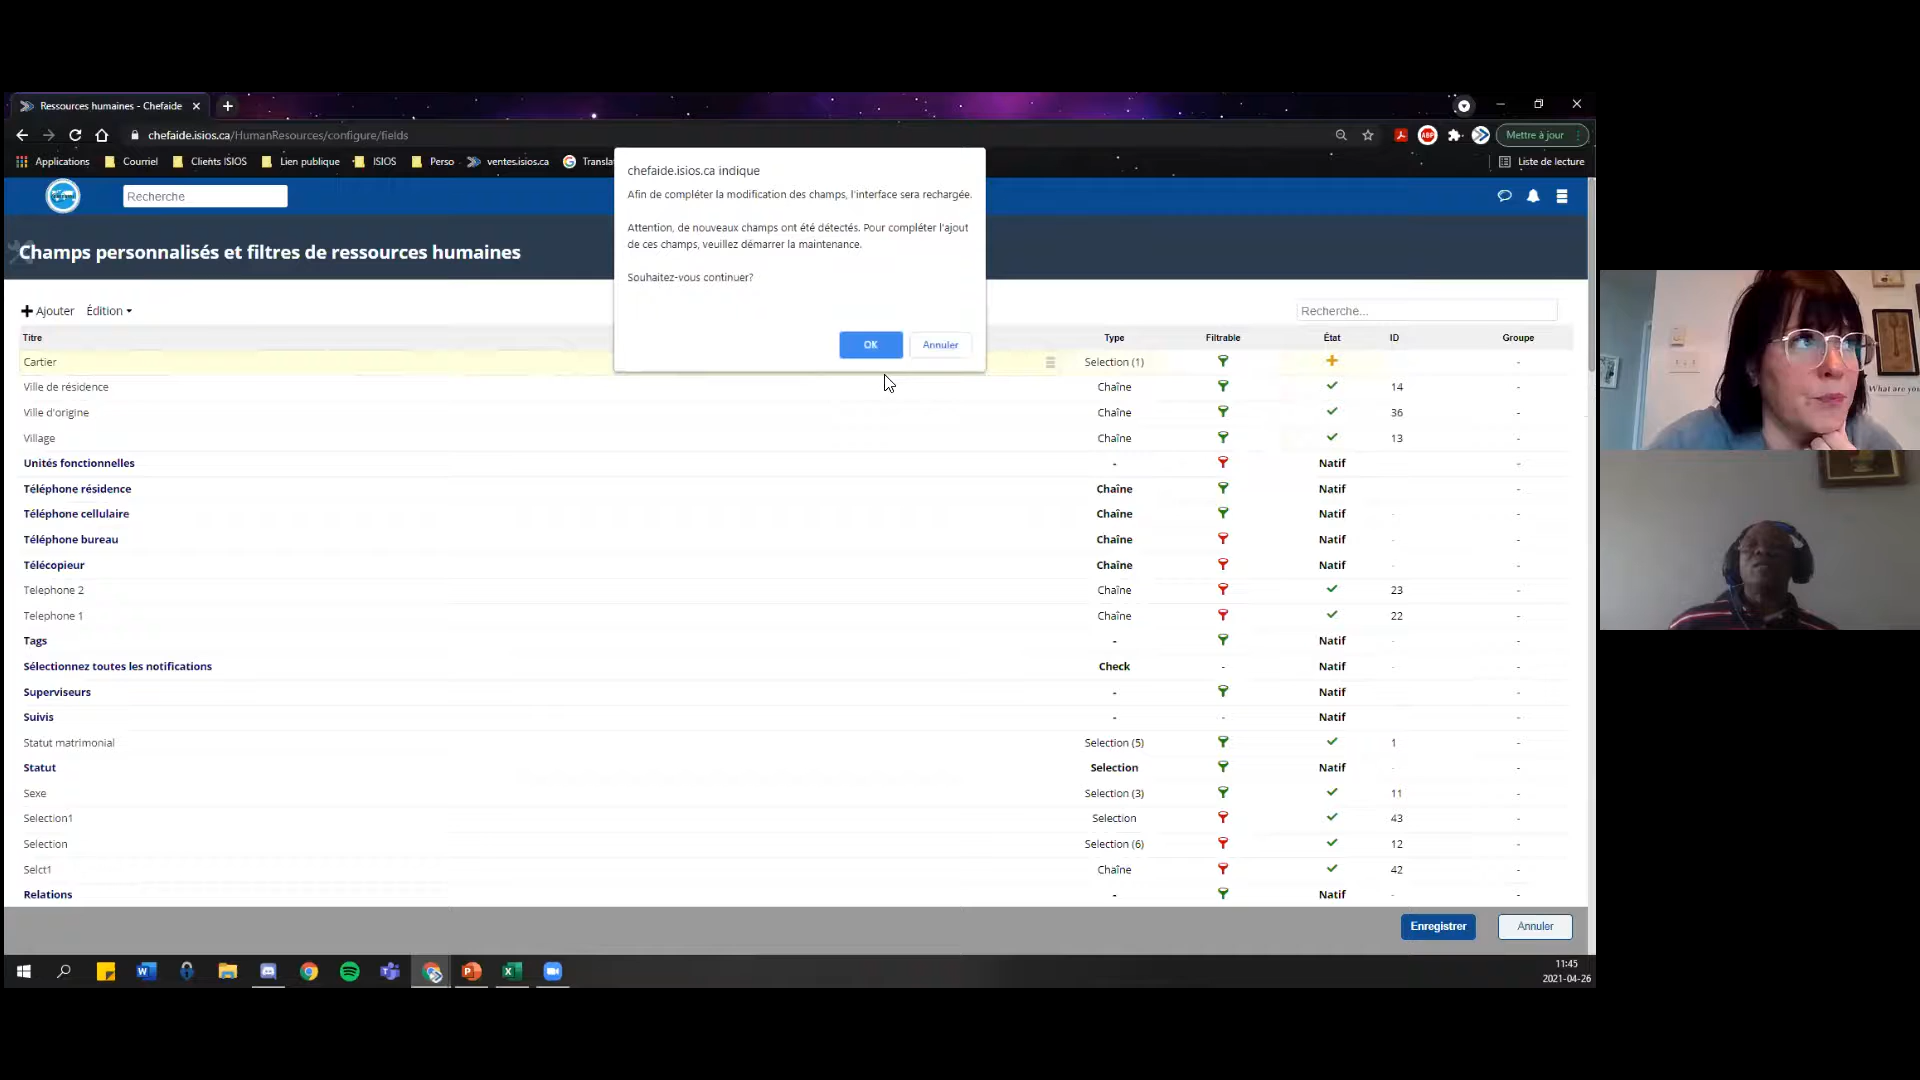 Ressources humaines - Chefaide
chefaide.isios.ca/HumanResources/configure/fields
Mettre à jour
Applications Courriel Clients ISIOS Lien publique ISIOS Perso ventes.isios.ca
Liste de lecture
Recherche
chefaide.isios.ca indique
Afin de compléter la modification des champs, l'interface sera rechargée.
Attention, de nouveaux champs ont été détectés. Pour compléter l'ajout
de ces champs, veuillez démarrer la maintenance.
Souhaitez-vous continuer?
OK Annuler
Champs personnalisés et filtres de ressources humaines
Ajouter Édition
Recherche...
Titre Type Filtrable État ID Groupe
Cartier Selection (1) -
Ville de résidence Chaîne 14 -
Ville d'origine Chaîne 36 -
Village Chaîne 13 -
Unités fonctionnelles - Natif -
Téléphone résidence Chaîne Natif - -
Téléphone cellulaire Chaîne Natif - -
Téléphone bureau Chaîne Natif - -
Télécopieur Chaîne Natif - -
Telephone 2 Chaîne 23 -
Telephone 1 Chaîne 22 -
Tags - Natif - -
Sélectionnez toutes les notifications Check - Natif - -
Superviseurs - Natif - -
Suivis - - Natif - -
Statut matrimonial Selection (5) 1 -
Statut Selection Natif - -
Sexe Selection (3) 11 -
Selection1 Selection 43 -
Selection Selection (6) 12 -
Selct1 Chaîne 42 -
Relations - Natif - -
Enregistrer Annuler
11:45
2021-04-26
What are you